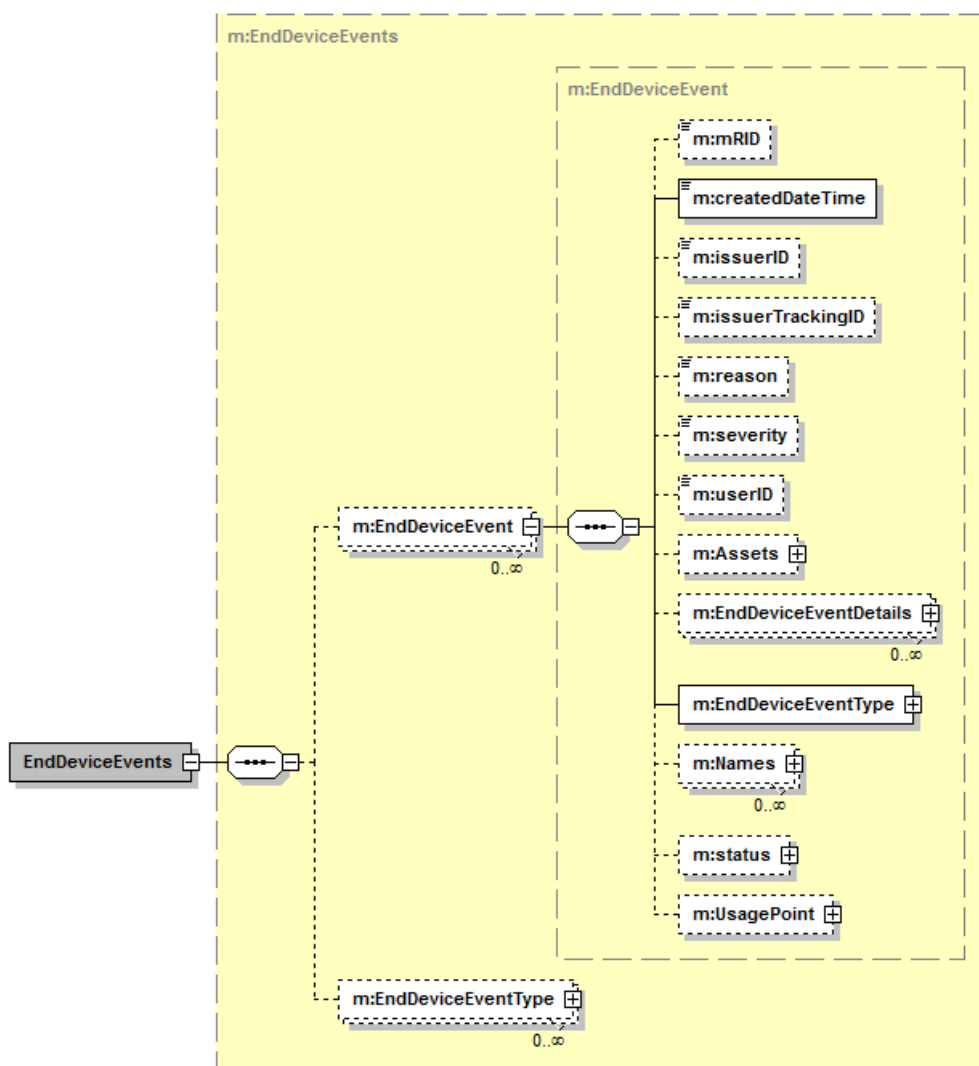 m:EndDeviceEvents
m:EndDeviceEvent
m:mRID
m:createdDateTime
m:issuerID
m:issuerTrackingID
m:reason
m:severity
m:userID
m:EndDeviceEvent
0..∞
m:Assets
m:EndDeviceEventDetails
0..∞
m:EndDeviceEventType
EndDeviceEvents
m:Names
0..∞
m:status
m:UsagePoint
m:EndDeviceEventType
0..∞